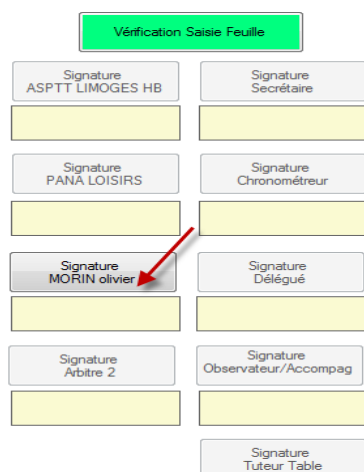 Vérification Saisie Feuille
Signature
ASPTT LIMOGES HB
Signature
Secrétaire
Signature
PANA LOISIRS
Signature
Chronométreur
Signature
MORIN olivier
Signature
Délégué
Signature
Arbitre 2
Signature
Observateur/Accompag
Signature
Tuteur Table